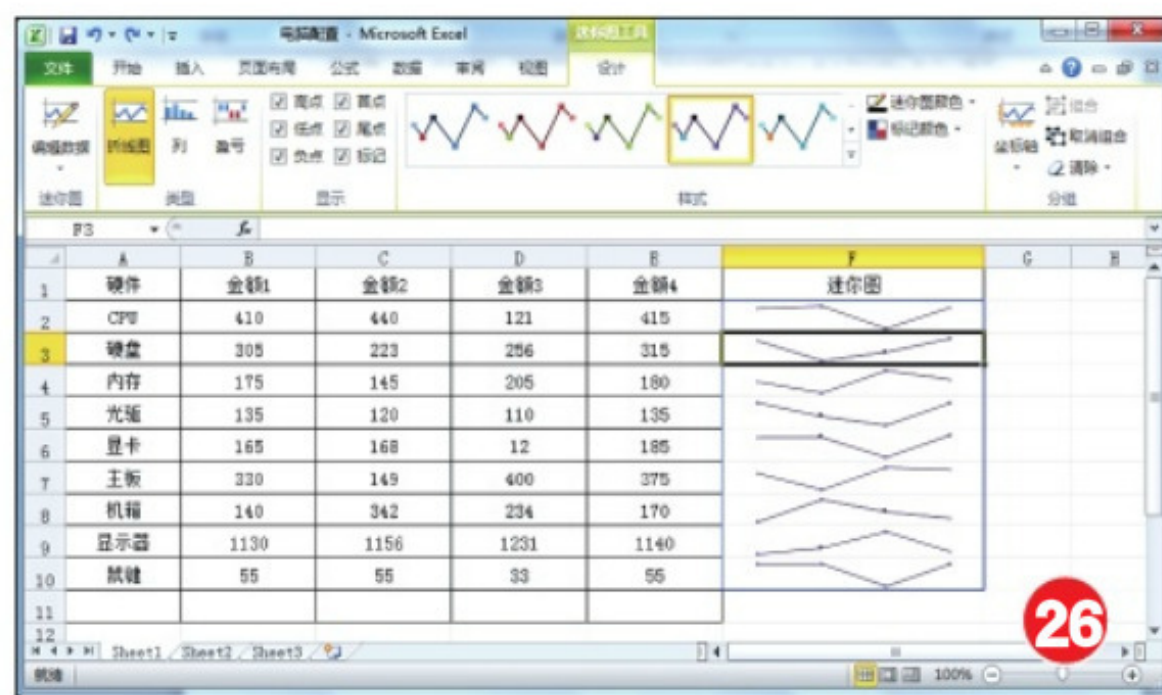 电脑配置 - Microsoft Excel 迷你图工具
文件 开始 插入 页面布局 公式 数据 审阅 视图 设计
编辑数据 折线图 列 盈亏
高点 首点
低点 尾点
负点 标记
迷你图颜色
标记颜色
坐标轴
组合
取消组合
清除
迷你图 类型 显示 样式 分组
F3 fx
A B C D E F G H
1 硬件 金额1 金额2 金额3 金额4 迷你图
2 CPU 410 440 121 415
3 硬盘 305 223 256 315
4 内存 175 145 205 180
5 光驱 135 120 110 135
6 显卡 165 168 12 185
7 主板 330 149 400 375
8 机箱 140 342 234 170
9 显示器 1130 1156 1231 1140
10 鼠键 55 55 33 55
11
12
Sheet1 Sheet2 Sheet3
就绪 100%
26